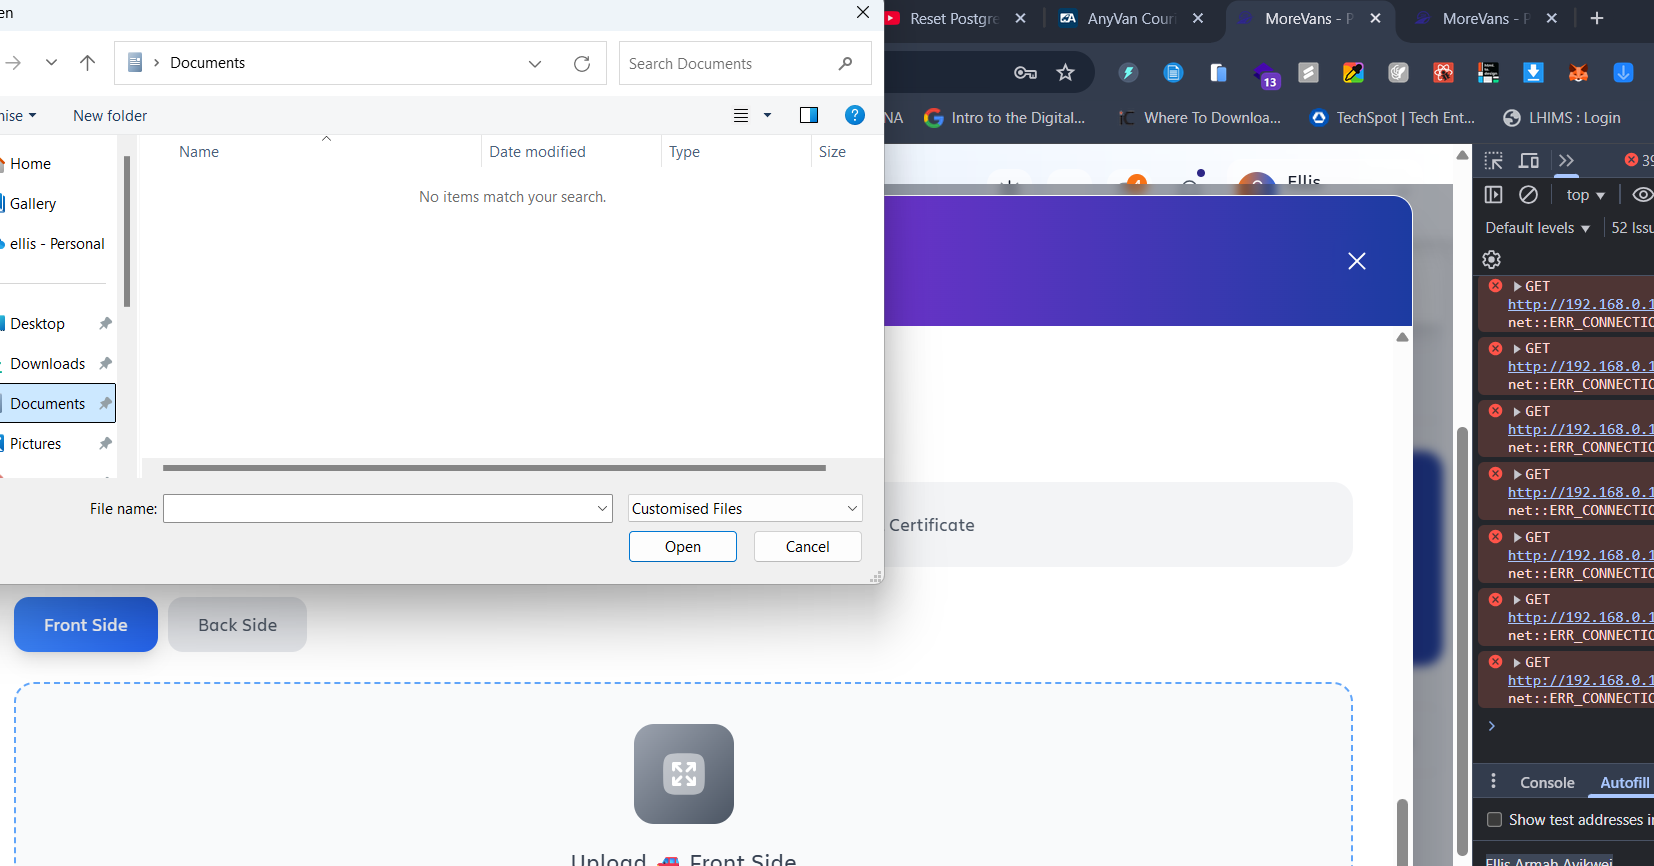 en
Reset Postgre
AnyVan Couri
MoreVans - P
MoreVans - P
Documents
Search Documents
13
nise
New folder
?
NA
Intro to the Digital...
Where To Downloa...
TechSpot | Tech Ent...
LHIMS : Login
Name
Date modified
Type
Size
No items match your search.
Home
Gallery
ellis - Personal
Desktop
Downloads
Documents
Pictures
4
Ellis
39
top
Default levels
52 Issu
GET
http://192.168.0.1
net::ERR_CONNECTIO
GET
http://192.168.0.1
net::ERR_CONNECTIO
GET
http://192.168.0.1
net::ERR_CONNECTIO
GET
http://192.168.0.1
net::ERR_CONNECTIO
GET
http://192.168.0.1
net::ERR_CONNECTIO
GET
http://192.168.0.1
net::ERR_CONNECTIO
GET
http://192.168.0.1
net::ERR_CONNECTIO
File name:
Customised Files
Open
Cancel
Certificate
Front Side
Back Side
Upload 🚗 Front Side
Console
Autofill
Show test addresses i
Ellis Armah Ayikwei